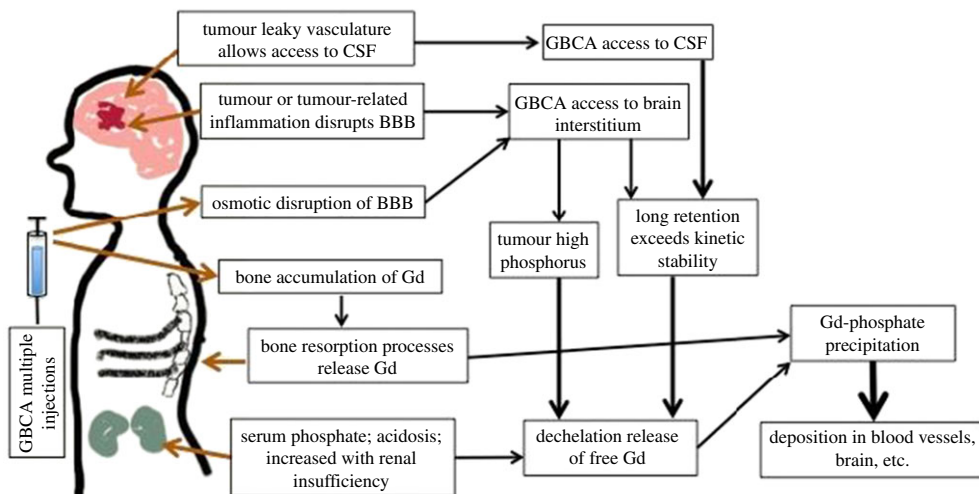 tumour leaky vasculature
allows access to CSF
GBCA access to CSF
tumour or tumour-related
inflammation disrupts BBB
GBCA access to brain
interstitium
osmotic disruption of BBB
tumour high
phosphorus
long retention
exceeds kinetic
stability
bone accumulation of Gd
GBCA multiple
injections
bone resorption processes
release Gd
Gd-phosphate
precipitation
serum phosphate; acidosis;
increased with renal
insufficiency
dechelation release
of free Gd
deposition in blood vessels,
brain, etc.